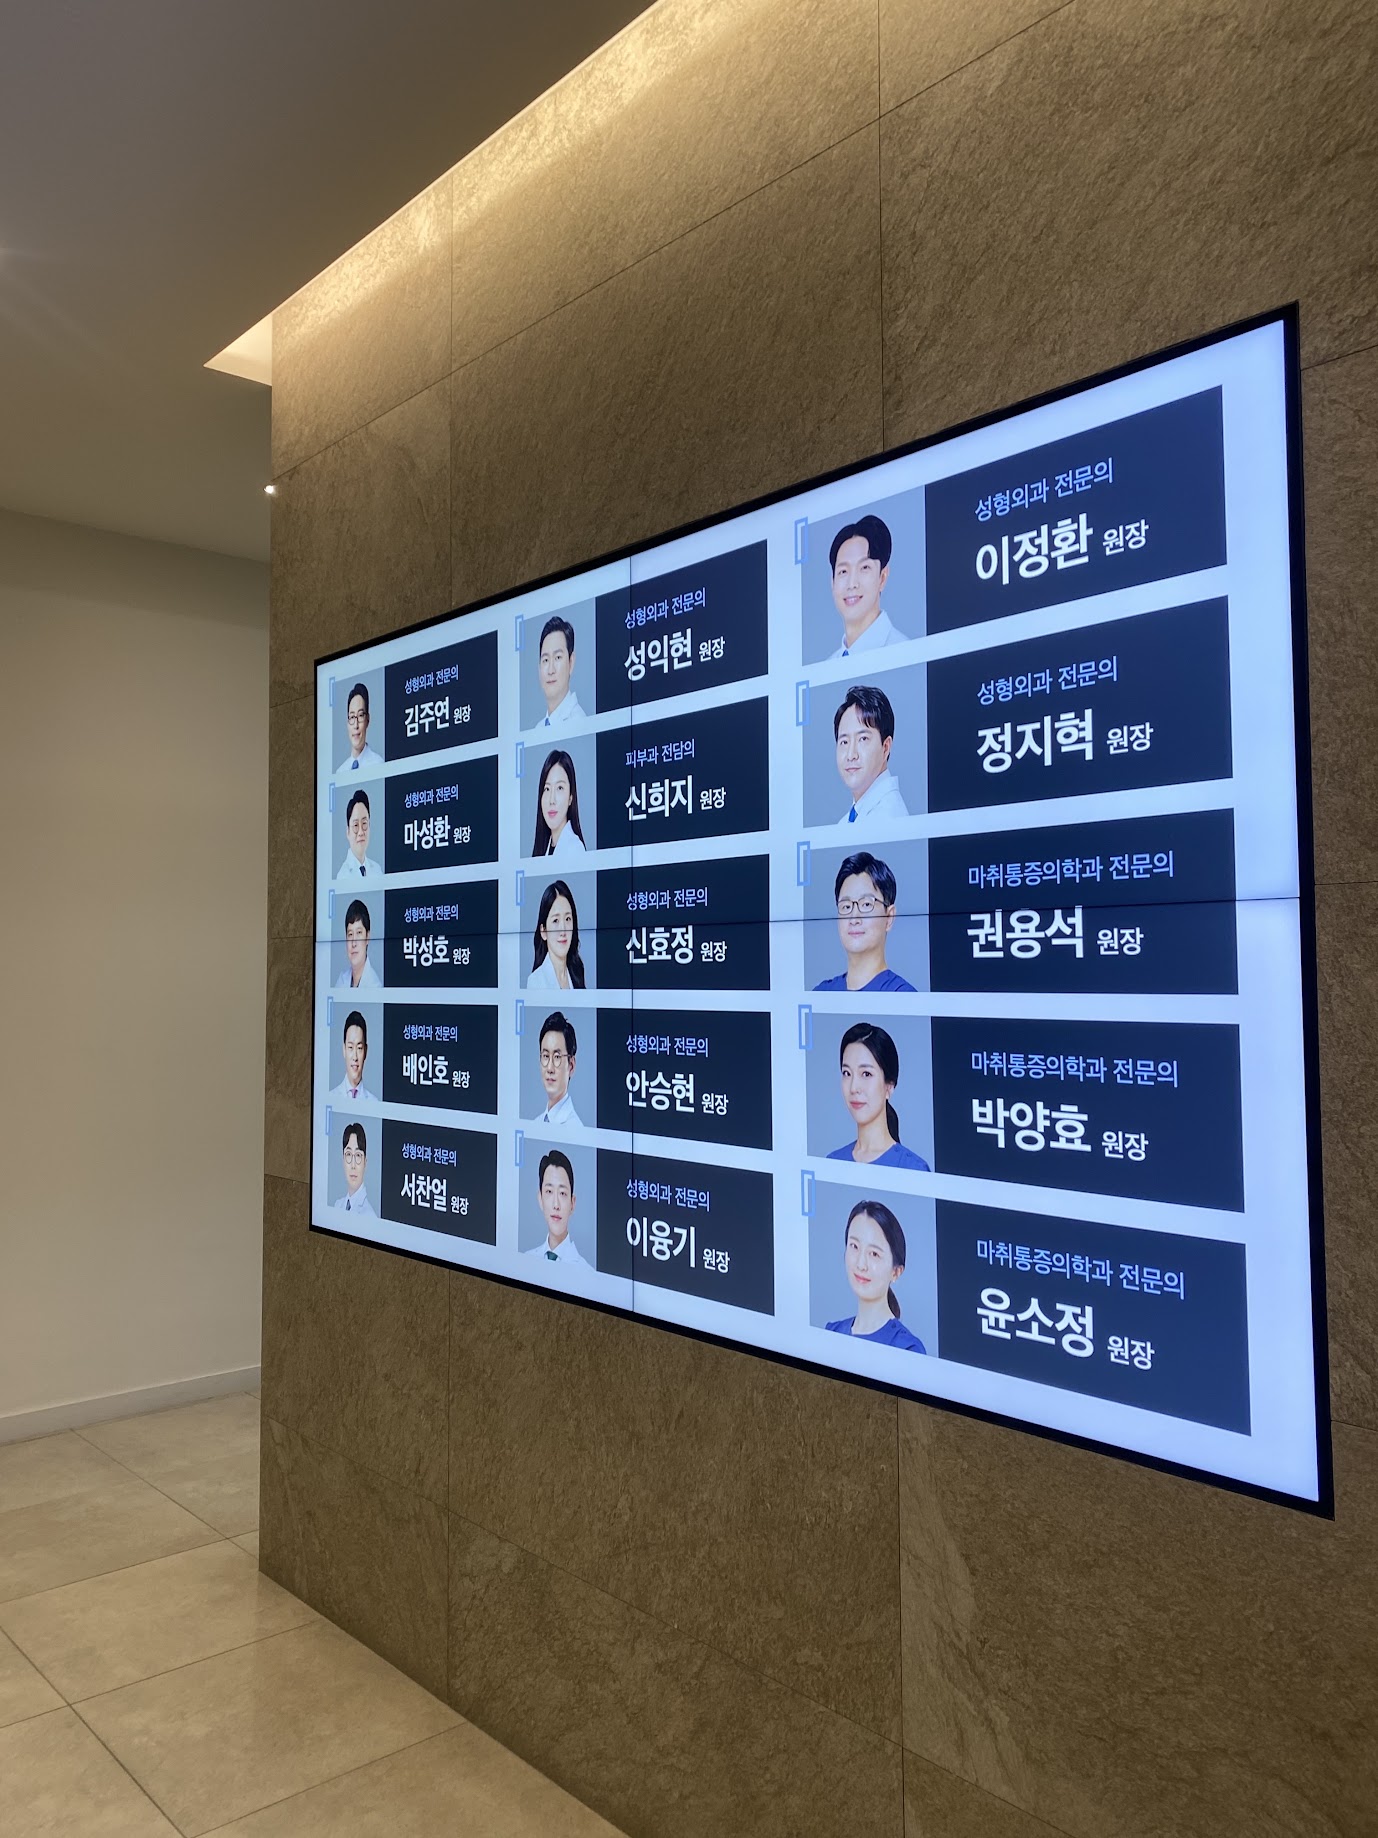 성형외과 전문의
김주연 원장
성형외과 전문의
마성환 원장
성형외과 전문의
박성호 원장
성형외과 전문의
배인호 원장
성형외과 전문의
서찬얼 원장
성형외과 전문의
성익현 원장
피부과 전담의
신희지 원장
성형외과 전문의
신효정 원장
성형외과 전문의
안승현 원장
성형외과 전문의
이융기 원장
성형외과 전문의
이정환 원장
성형외과 전문의
정지혁 원장
마취통증의학과 전문의
권용석 원장
마취통증의학과 전문의
박양효 원장
마취통증의학과 전문의
윤소정 원장